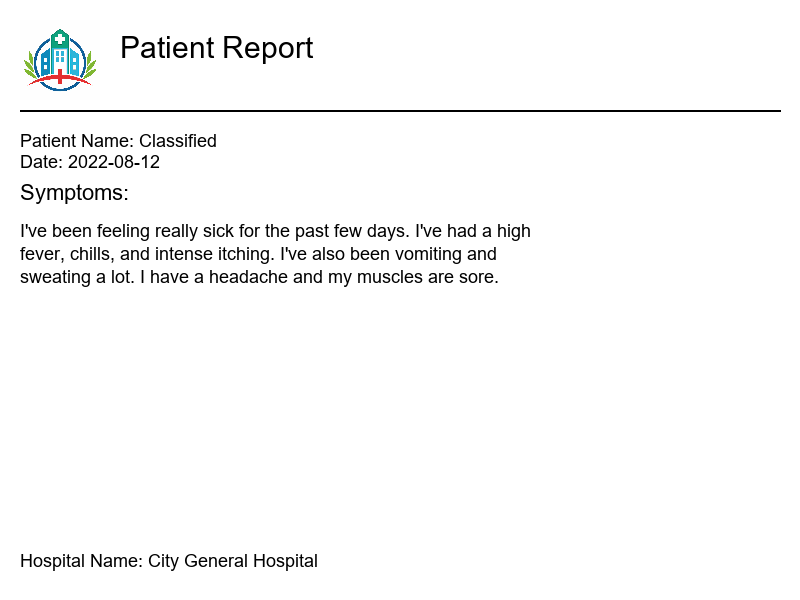 Patient Report
Patient Name: Classified
Date: 2022-08-12
Symptoms:
I've been feeling really sick for the past few days. I've had a high
fever, chills, and intense itching. I've also been vomiting and
sweating a lot. I have a headache and my muscles are sore.
Hospital Name: City General Hospital